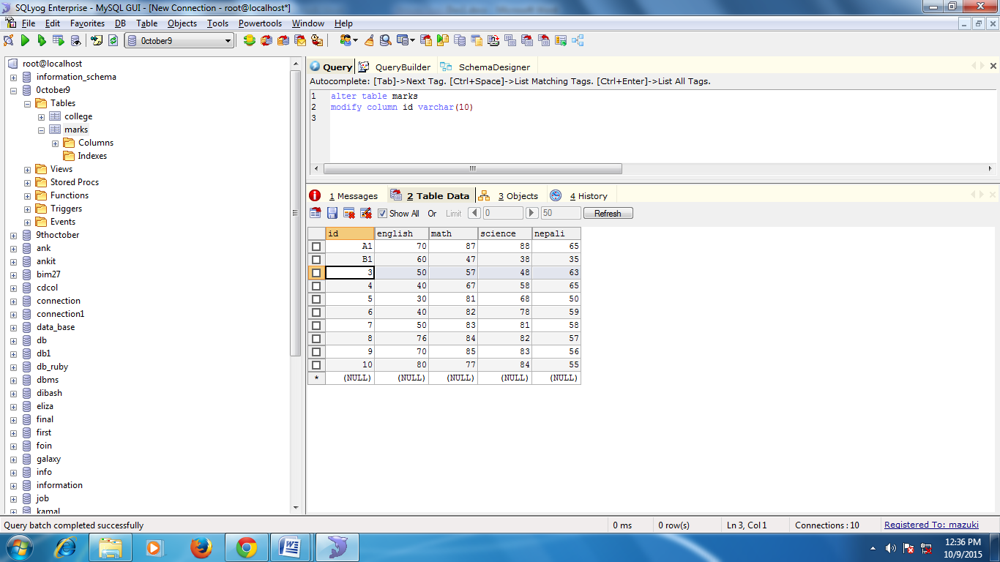 SQLyog Enterprise - MySQL GUI - [New Connection - root@localhost*]
File Edit Favorites DB Table Objects Tools Powertools Window Help
0ctober9
root@localhost
information_schema
0ctober9
Tables
college
marks
Columns
Indexes
Views
Stored Procs
Functions
Triggers
Events
9thoctober
ank
ankit
bim27
cdcol
connection
connection1
data_base
db
db1
db_ruby
dbms
dibash
eliza
final
first
foin
galaxy
info
information
job
kamal
Query QueryBuilder SchemaDesigner
Autocomplete: [Tab]->Next Tag. [Ctrl+Space]->List Matching Tags. [Ctrl+Enter]->List All Tags.
1 alter table marks
2 modify column id varchar(10)
3
1 Messages 2 Table Data 3 Objects 4 History
Show All Or Limit 0 50 Refresh
id english math science nepali
A1 70 87 88 65
B1 60 47 38 35
3 50 57 48 63
4 40 67 58 65
5 30 81 68 50
6 40 82 78 59
7 50 83 81 58
8 76 84 82 57
9 70 85 83 56
10 80 77 84 55
* (NULL) (NULL) (NULL) (NULL) (NULL)
Query batch completed successfully 0 ms 0 row(s) Ln 3, Col 1 Connections : 10 Registered To: mazuki
12:36 PM
10/9/2015